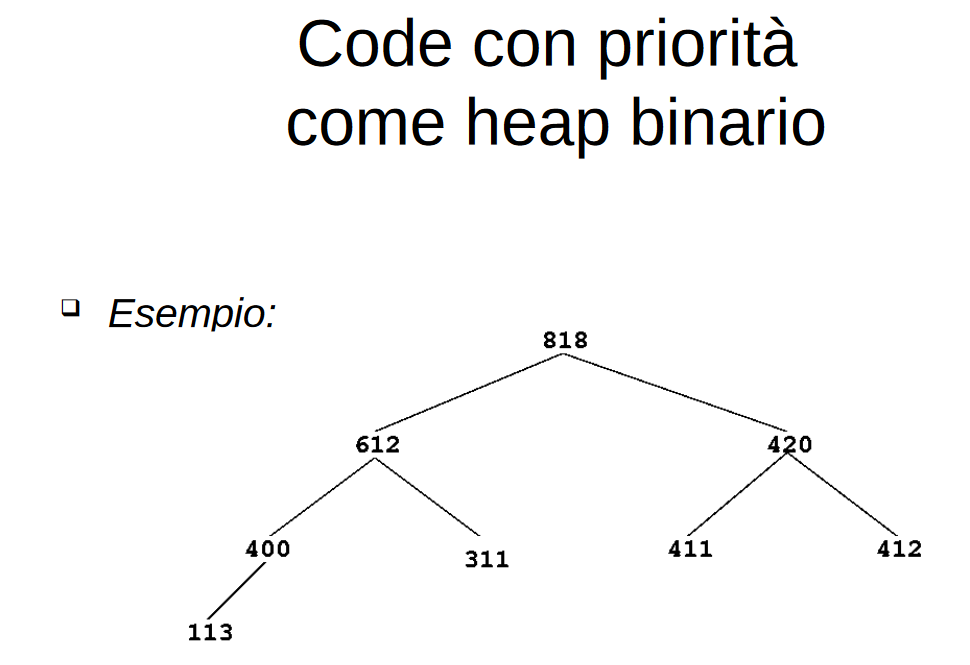 Code con priorità
come heap binario
Esempio:
818
612 420
400 311 411 412
113